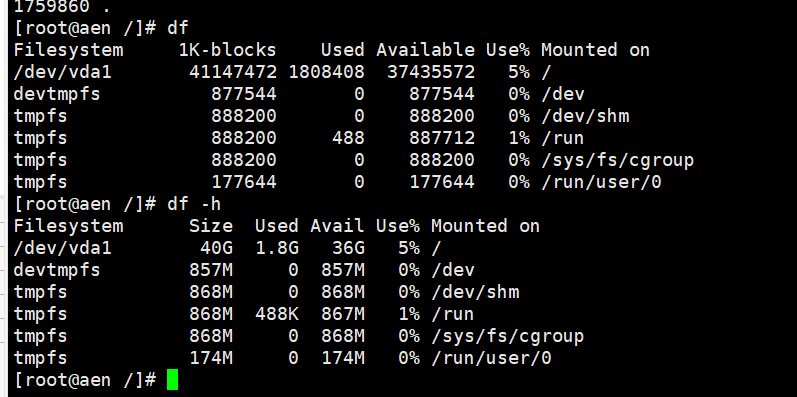 1759860 .
[root@aen /]# df
Filesystem     1K-blocks    Used Available Use% Mounted on
/dev/vda1       41147472 1808408  37435572   5% /
devtmpfs          877544       0    877544   0% /dev
tmpfs             888200       0    888200   0% /dev/shm
tmpfs             888200     488    887712   1% /run
tmpfs             888200       0    888200   0% /sys/fs/cgroup
tmpfs             177644       0    177644   0% /run/user/0
[root@aen /]# df -h
Filesystem      Size  Used Avail Use% Mounted on
/dev/vda1        40G  1.8G   36G   5% /
devtmpfs        857M     0  857M   0% /dev
tmpfs           868M     0  868M   0% /dev/shm
tmpfs           868M  488K  867M   1% /run
tmpfs           868M     0  868M   0% /sys/fs/cgroup
tmpfs           174M     0  174M   0% /run/user/0
[root@aen /]#